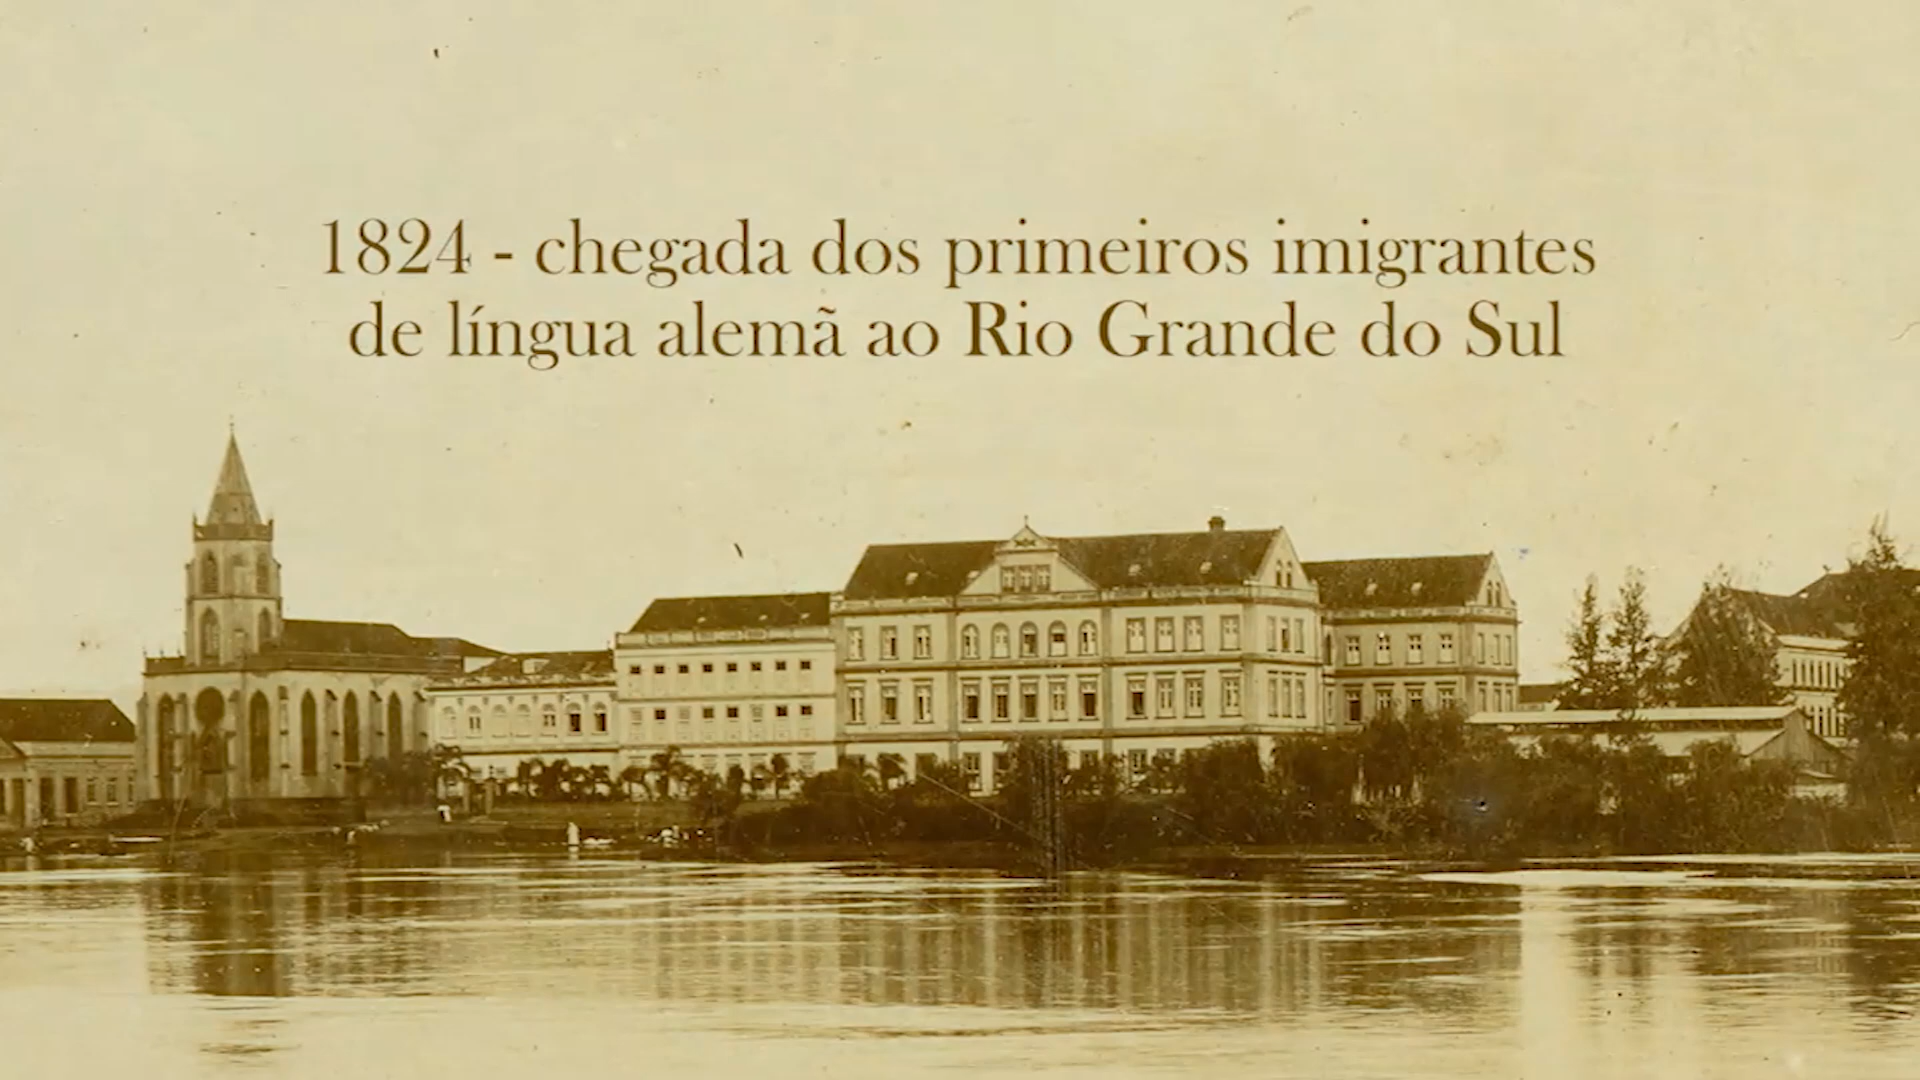 1824 - chegada dos primeiros imigrantes
de língua alemã ao Rio Grande do Sul